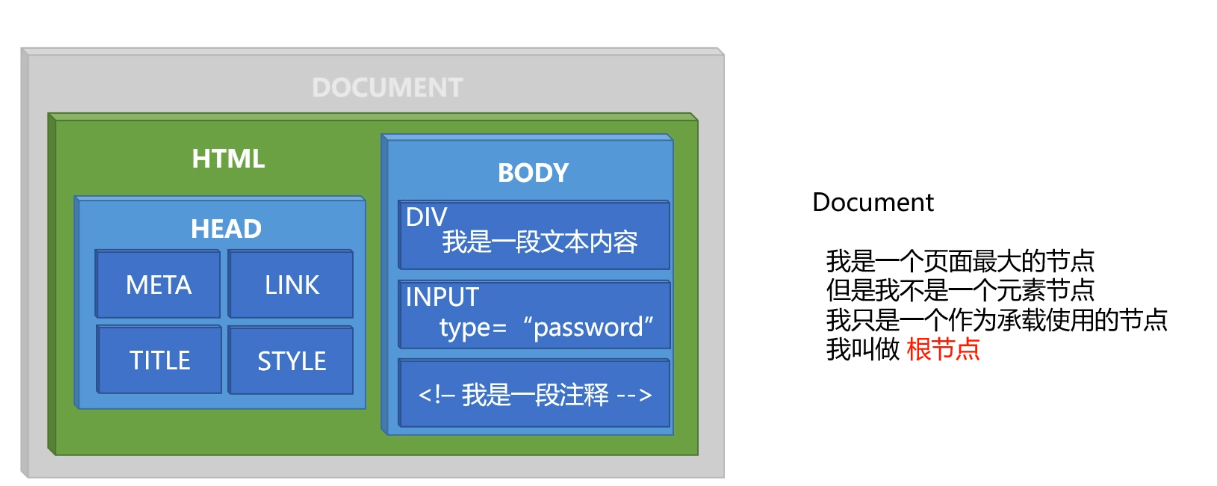 DOCUMENT
HTML
HEAD
META
LINK
TITLE
STYLE
BODY
DIV
我是一段文本内容
INPUT
type= “password”
<!– 我是一段注释 -->
Document
我是一个页面最大的节点
但是我不是一个元素节点
我只是一个作为承载使用的节点
我叫做 根节点